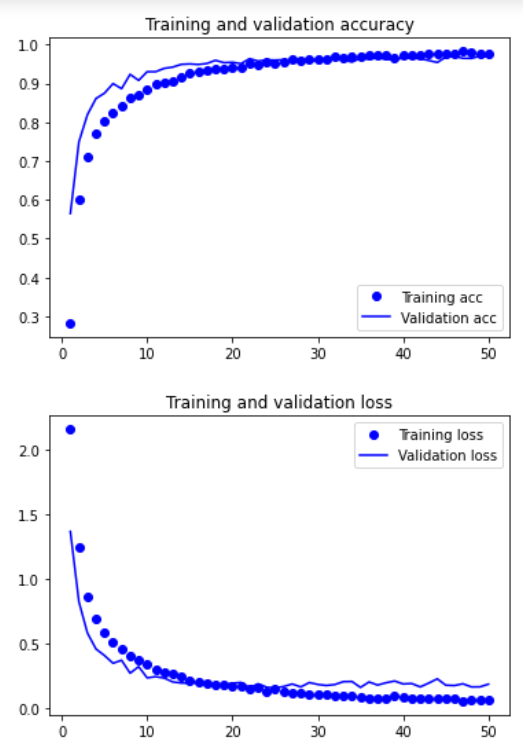 Training and validation accuracy
1.0
0.9
0.8
0.7
0.6
0.5
0.4
0.3
Training acc
Validation acc
0 10 20 30 40 50
Training and validation loss
Training loss
Validation loss
2.0
1.5
1.0
0.5
0.0
0 10 20 30 40 50